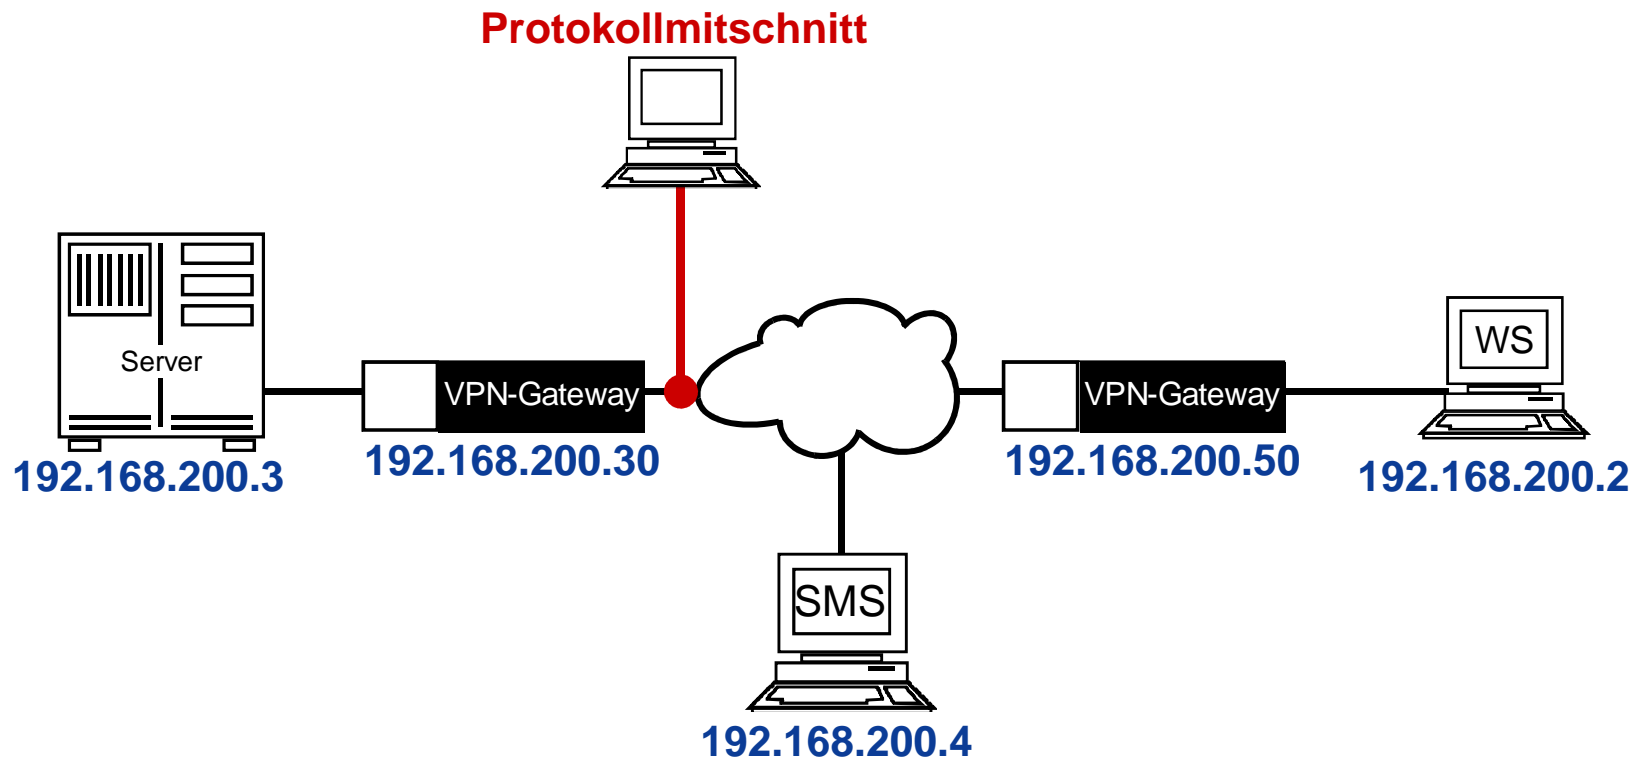 Protokollmitschnitt
Server
VPN-Gateway
VPN-Gateway
WS
192.168.200.3
192.168.200.30
192.168.200.50
192.168.200.2
SMS
192.168.200.4